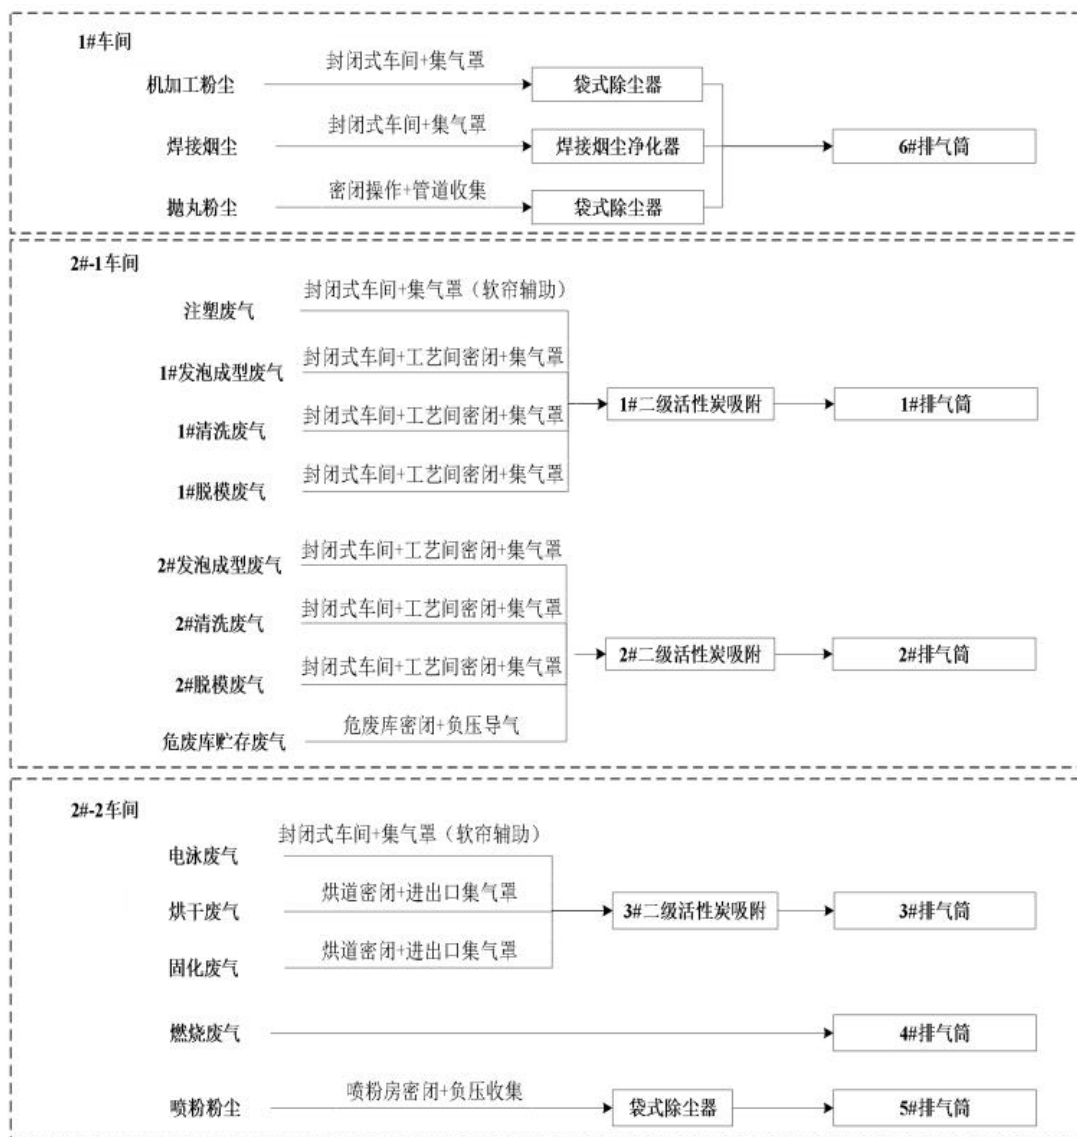 1#车间
封闭式车间+集气罩
机加工粉尘
袋式除尘器
封闭式车间+集气罩
焊接烟尘
焊接烟尘净化器
6#排气筒
密闭操作+管道收集
抛丸粉尘
袋式除尘器
2#-1车间
封闭式车间+集气罩（软帘辅助）
注塑废气
封闭式车间+工艺间密闭+集气罩
1#发泡成型废气
1#二级活性炭吸附
1#排气筒
封闭式车间+工艺间密闭+集气罩
1#清洗废气
封闭式车间+工艺间密闭+集气罩
1#脱模废气
封闭式车间+工艺间密闭+集气罩
2#发泡成型废气
封闭式车间+工艺间密闭+集气罩
2#清洗废气
2#二级活性炭吸附
2#排气筒
封闭式车间+工艺间密闭+集气罩
2#脱模废气
危废库密闭+负压导气
危废库贮存废气
2#-2车间
封闭式车间+集气罩（软帘辅助）
电泳废气
烘道密闭+进出口集气罩
烘干废气
3#二级活性炭吸附
3#排气筒
烘道密闭+进出口集气罩
固化废气
燃烧废气
4#排气筒
喷粉房密闭+负压收集
喷粉粉尘
袋式除尘器
5#排气筒